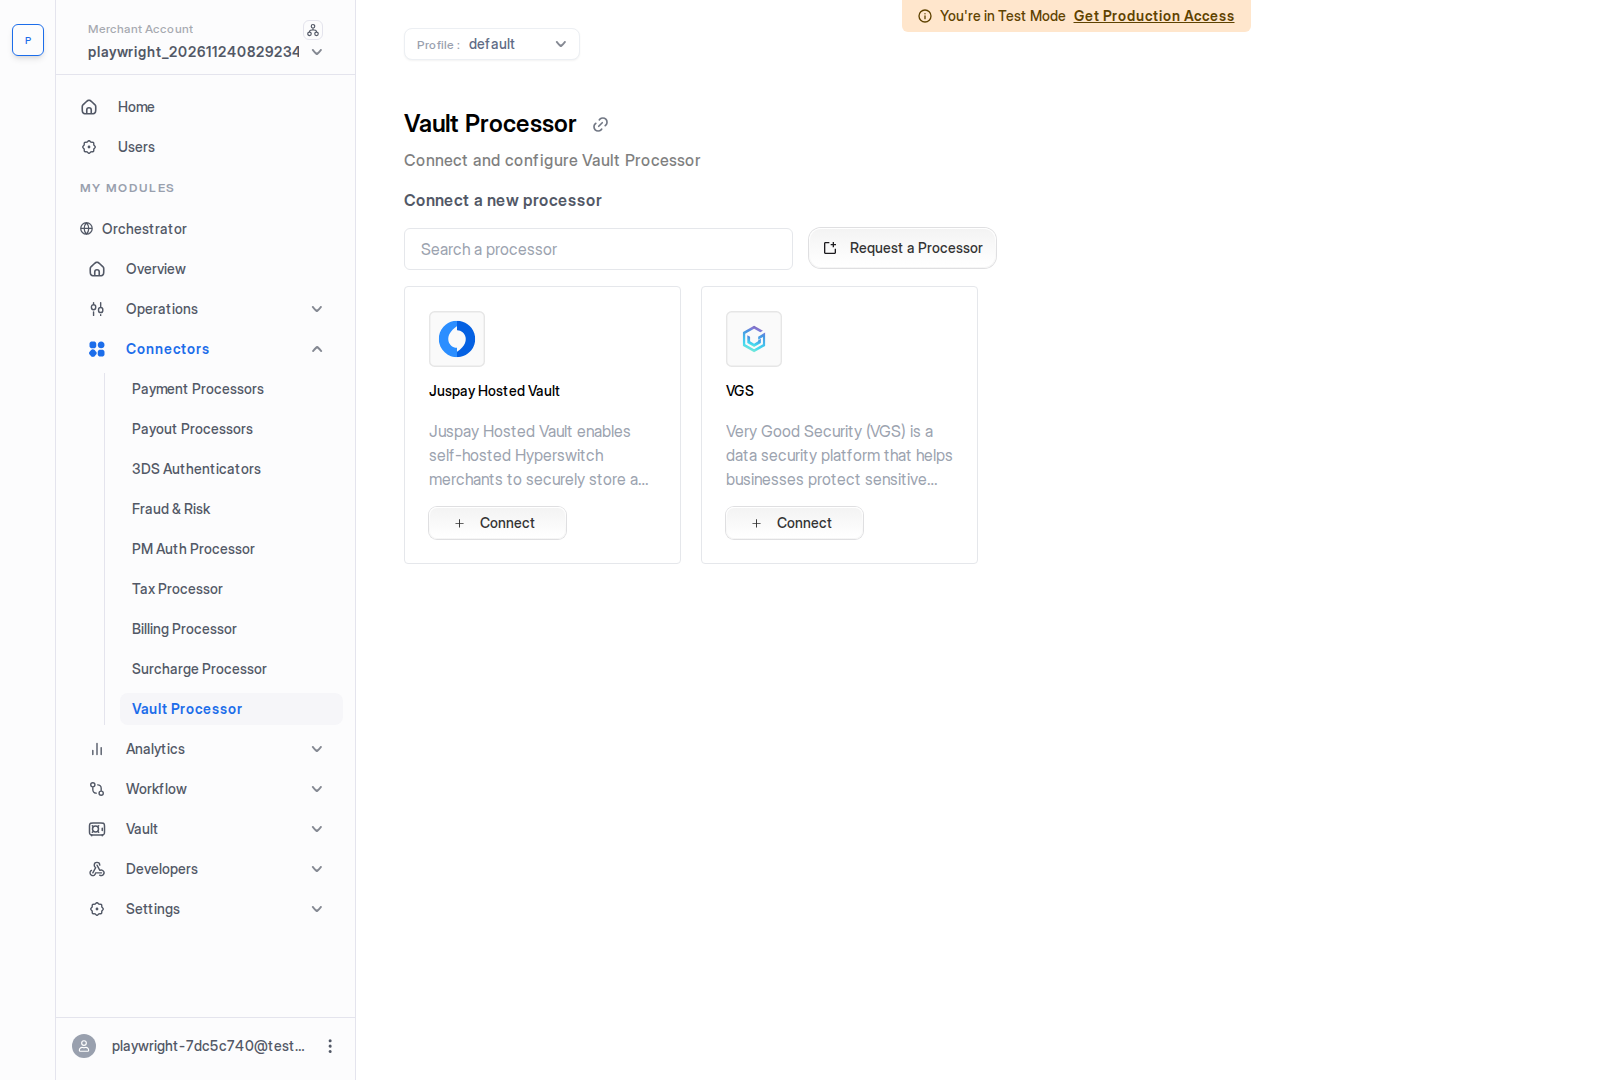 P
Merchant Account
playwright_202611240829234
Home
Users
MY MODULES
Orchestrator
Overview
Operations
Connectors
Payment Processors
Payout Processors
3DS Authenticators
Fraud & Risk
PM Auth Processor
Tax Processor
Billing Processor
Surcharge Processor
Vault Processor
Analytics
Workflow
Vault
Developers
Settings
playwright-7dc5c740@test...
You're in Test Mode Get Production Access
Profile : default
Vault Processor
Connect and configure Vault Processor
Connect a new processor
Search a processor
Request a Processor
Juspay Hosted Vault
Juspay Hosted Vault enables
self-hosted Hyperswitch
merchants to securely store a...
+ Connect
VGS
Very Good Security (VGS) is a
data security platform that helps
businesses protect sensitive...
+ Connect